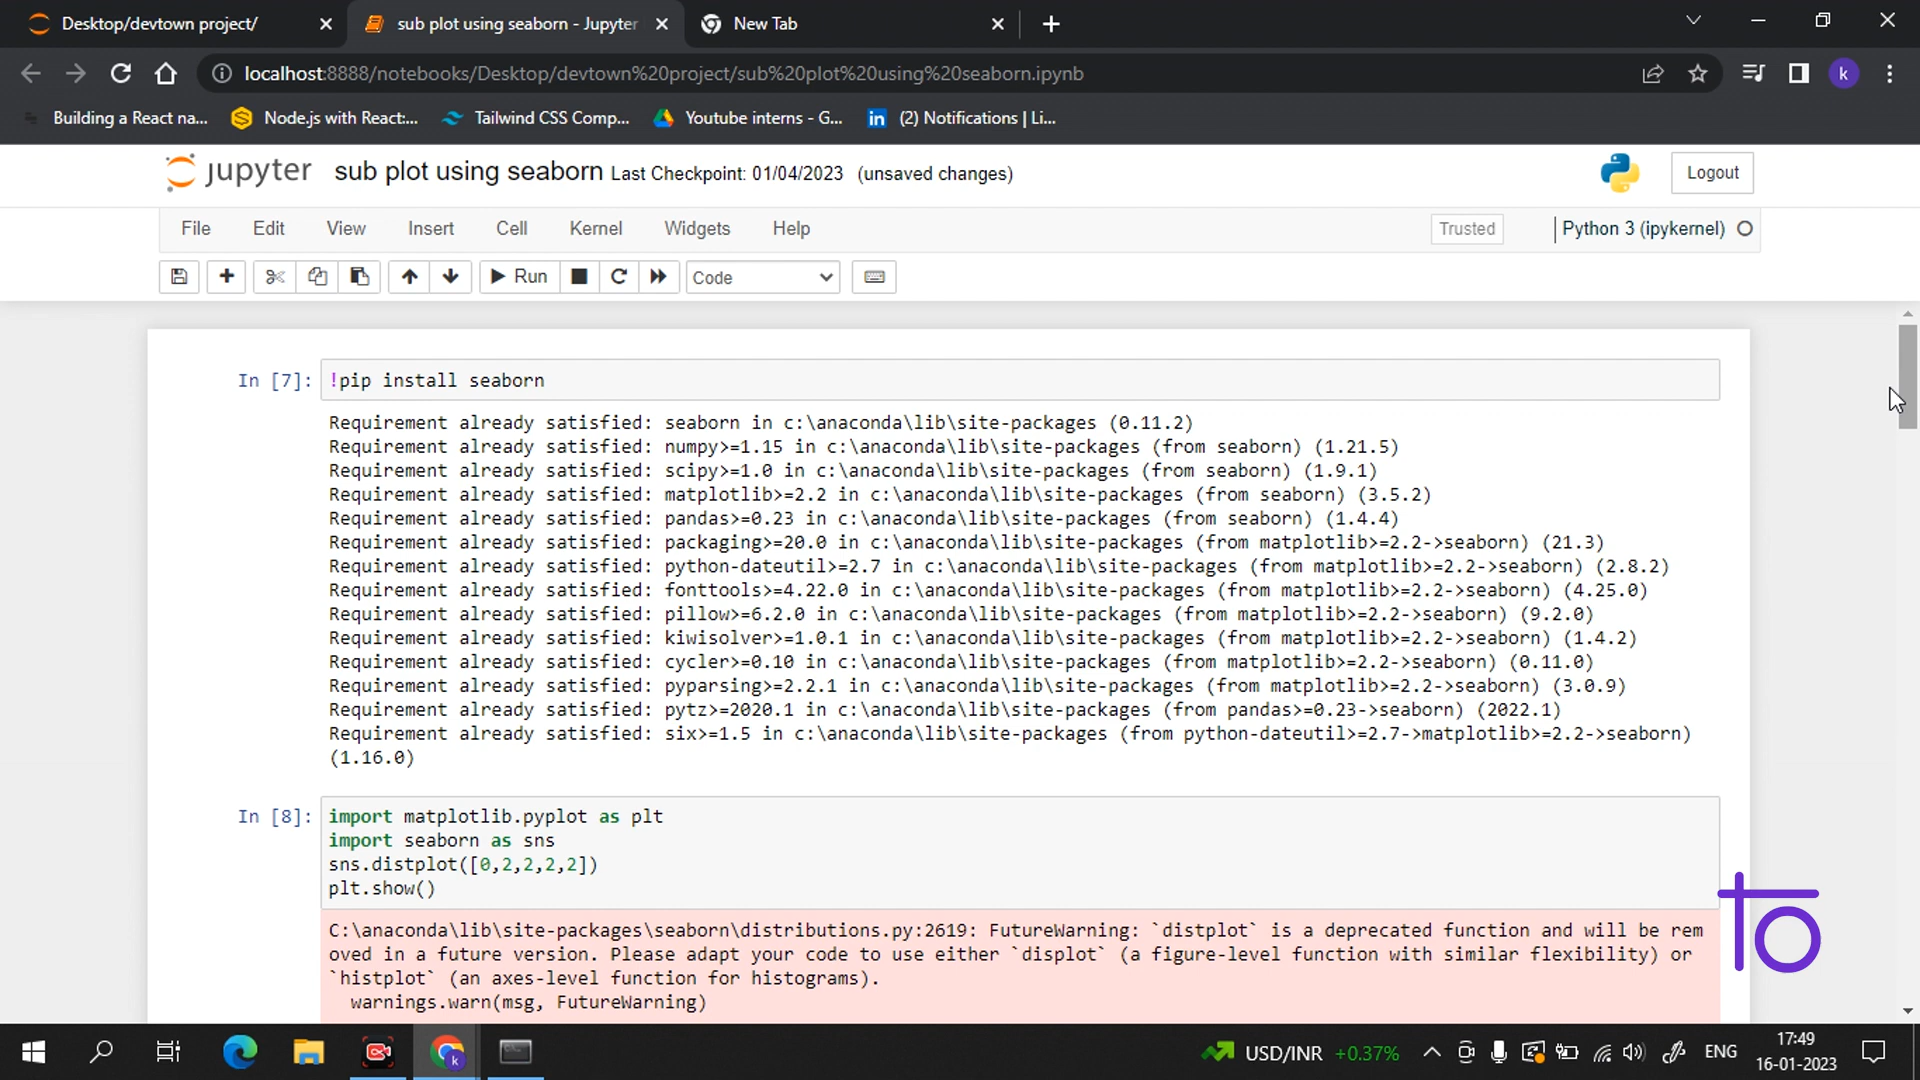 Desktop/devtown project/
sub plot using seaborn - Jupyter
New Tab
localhost:8888/notebooks/Desktop/devtown%20project/sub%20plot%20using%20seaborn.ipynb
k
Building a React na...
Node.js with React:...
Tailwind CSS Comp...
Youtube interns - G...
in
(2) Notifications | Li...
jupyter
sub plot using seaborn Last Checkpoint: 01/04/2023 (unsaved changes)
Logout
File Edit View Insert Cell Kernel Widgets Help
Trusted
Python 3 (ipykernel)
Run
Code
In [7]: !pip install seaborn
Requirement already satisfied: seaborn in c:\anaconda\lib\site-packages (0.11.2)
Requirement already satisfied: numpy>=1.15 in c:\anaconda\lib\site-packages (from seaborn) (1.21.5)
Requirement already satisfied: scipy>=1.0 in c:\anaconda\lib\site-packages (from seaborn) (1.9.1)
Requirement already satisfied: matplotlib>=2.2 in c:\anaconda\lib\site-packages (from seaborn) (3.5.2)
Requirement already satisfied: pandas>=0.23 in c:\anaconda\lib\site-packages (from seaborn) (1.4.4)
Requirement already satisfied: packaging>=20.0 in c:\anaconda\lib\site-packages (from matplotlib>=2.2->seaborn) (21.3)
Requirement already satisfied: python-dateutil>=2.7 in c:\anaconda\lib\site-packages (from matplotlib>=2.2->seaborn) (2.8.2)
Requirement already satisfied: fonttools>=4.22.0 in c:\anaconda\lib\site-packages (from matplotlib>=2.2->seaborn) (4.25.0)
Requirement already satisfied: pillow>=6.2.0 in c:\anaconda\lib\site-packages (from matplotlib>=2.2->seaborn) (9.2.0)
Requirement already satisfied: kiwisolver>=1.0.1 in c:\anaconda\lib\site-packages (from matplotlib>=2.2->seaborn) (1.4.2)
Requirement already satisfied: cycler>=0.10 in c:\anaconda\lib\site-packages (from matplotlib>=2.2->seaborn) (0.11.0)
Requirement already satisfied: pyparsing>=2.2.1 in c:\anaconda\lib\site-packages (from matplotlib>=2.2->seaborn) (3.0.9)
Requirement already satisfied: pytz>=2020.1 in c:\anaconda\lib\site-packages (from pandas>=0.23->seaborn) (2022.1)
Requirement already satisfied: six>=1.5 in c:\anaconda\lib\site-packages (from python-dateutil>=2.7->matplotlib>=2.2->seaborn)
(1.16.0)
In [8]: import matplotlib.pyplot as plt
import seaborn as sns
sns.distplot([0,2,2,2,2])
plt.show()
C:\anaconda\lib\site-packages\seaborn\distributions.py:2619: FutureWarning: `distplot` is a deprecated function and will be rem
oved in a future version. Please adapt your code to use either `displot` (a figure-level function with similar flexibility) or
`histplot` (an axes-level function for histograms).
warnings.warn(msg, FutureWarning)
k
USD/INR +0.37%
ENG
17:49
16-01-2023